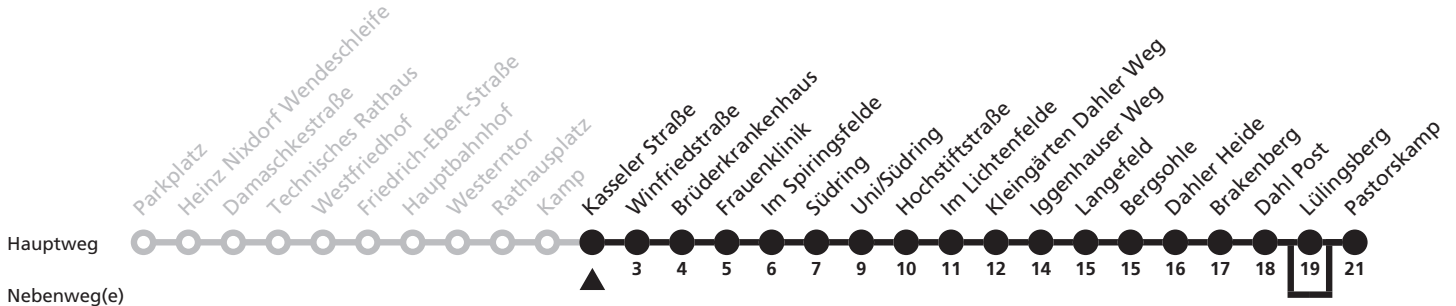 Parkplatz
Heinz Nixdorf Wendeschleife
Damaschkestraße
Technisches Rathaus
Westfriedhof
Friedrich-Ebert-Straße
Hauptbahnhof
Westerntor
Rathausplatz
Kamp
Kasseler Straße
Winfriedstraße
Brüderkrankenhaus
Frauenklinik
Im Spiringsfelde
Südring
Uni/Südring
Hochstiftstraße
Im Lichtenfelde
Kleingärten Dahler Weg
Iggenhauser Weg
Langefeld
Bergsohle
Dahler Heide
Brakenberg
Dahl Post
Lülingsberg
Pastorskamp
Hauptweg
3 4 5 6 7 9 10 11 12 14 15 15 16 17 18 19 21
Nebenweg(e)